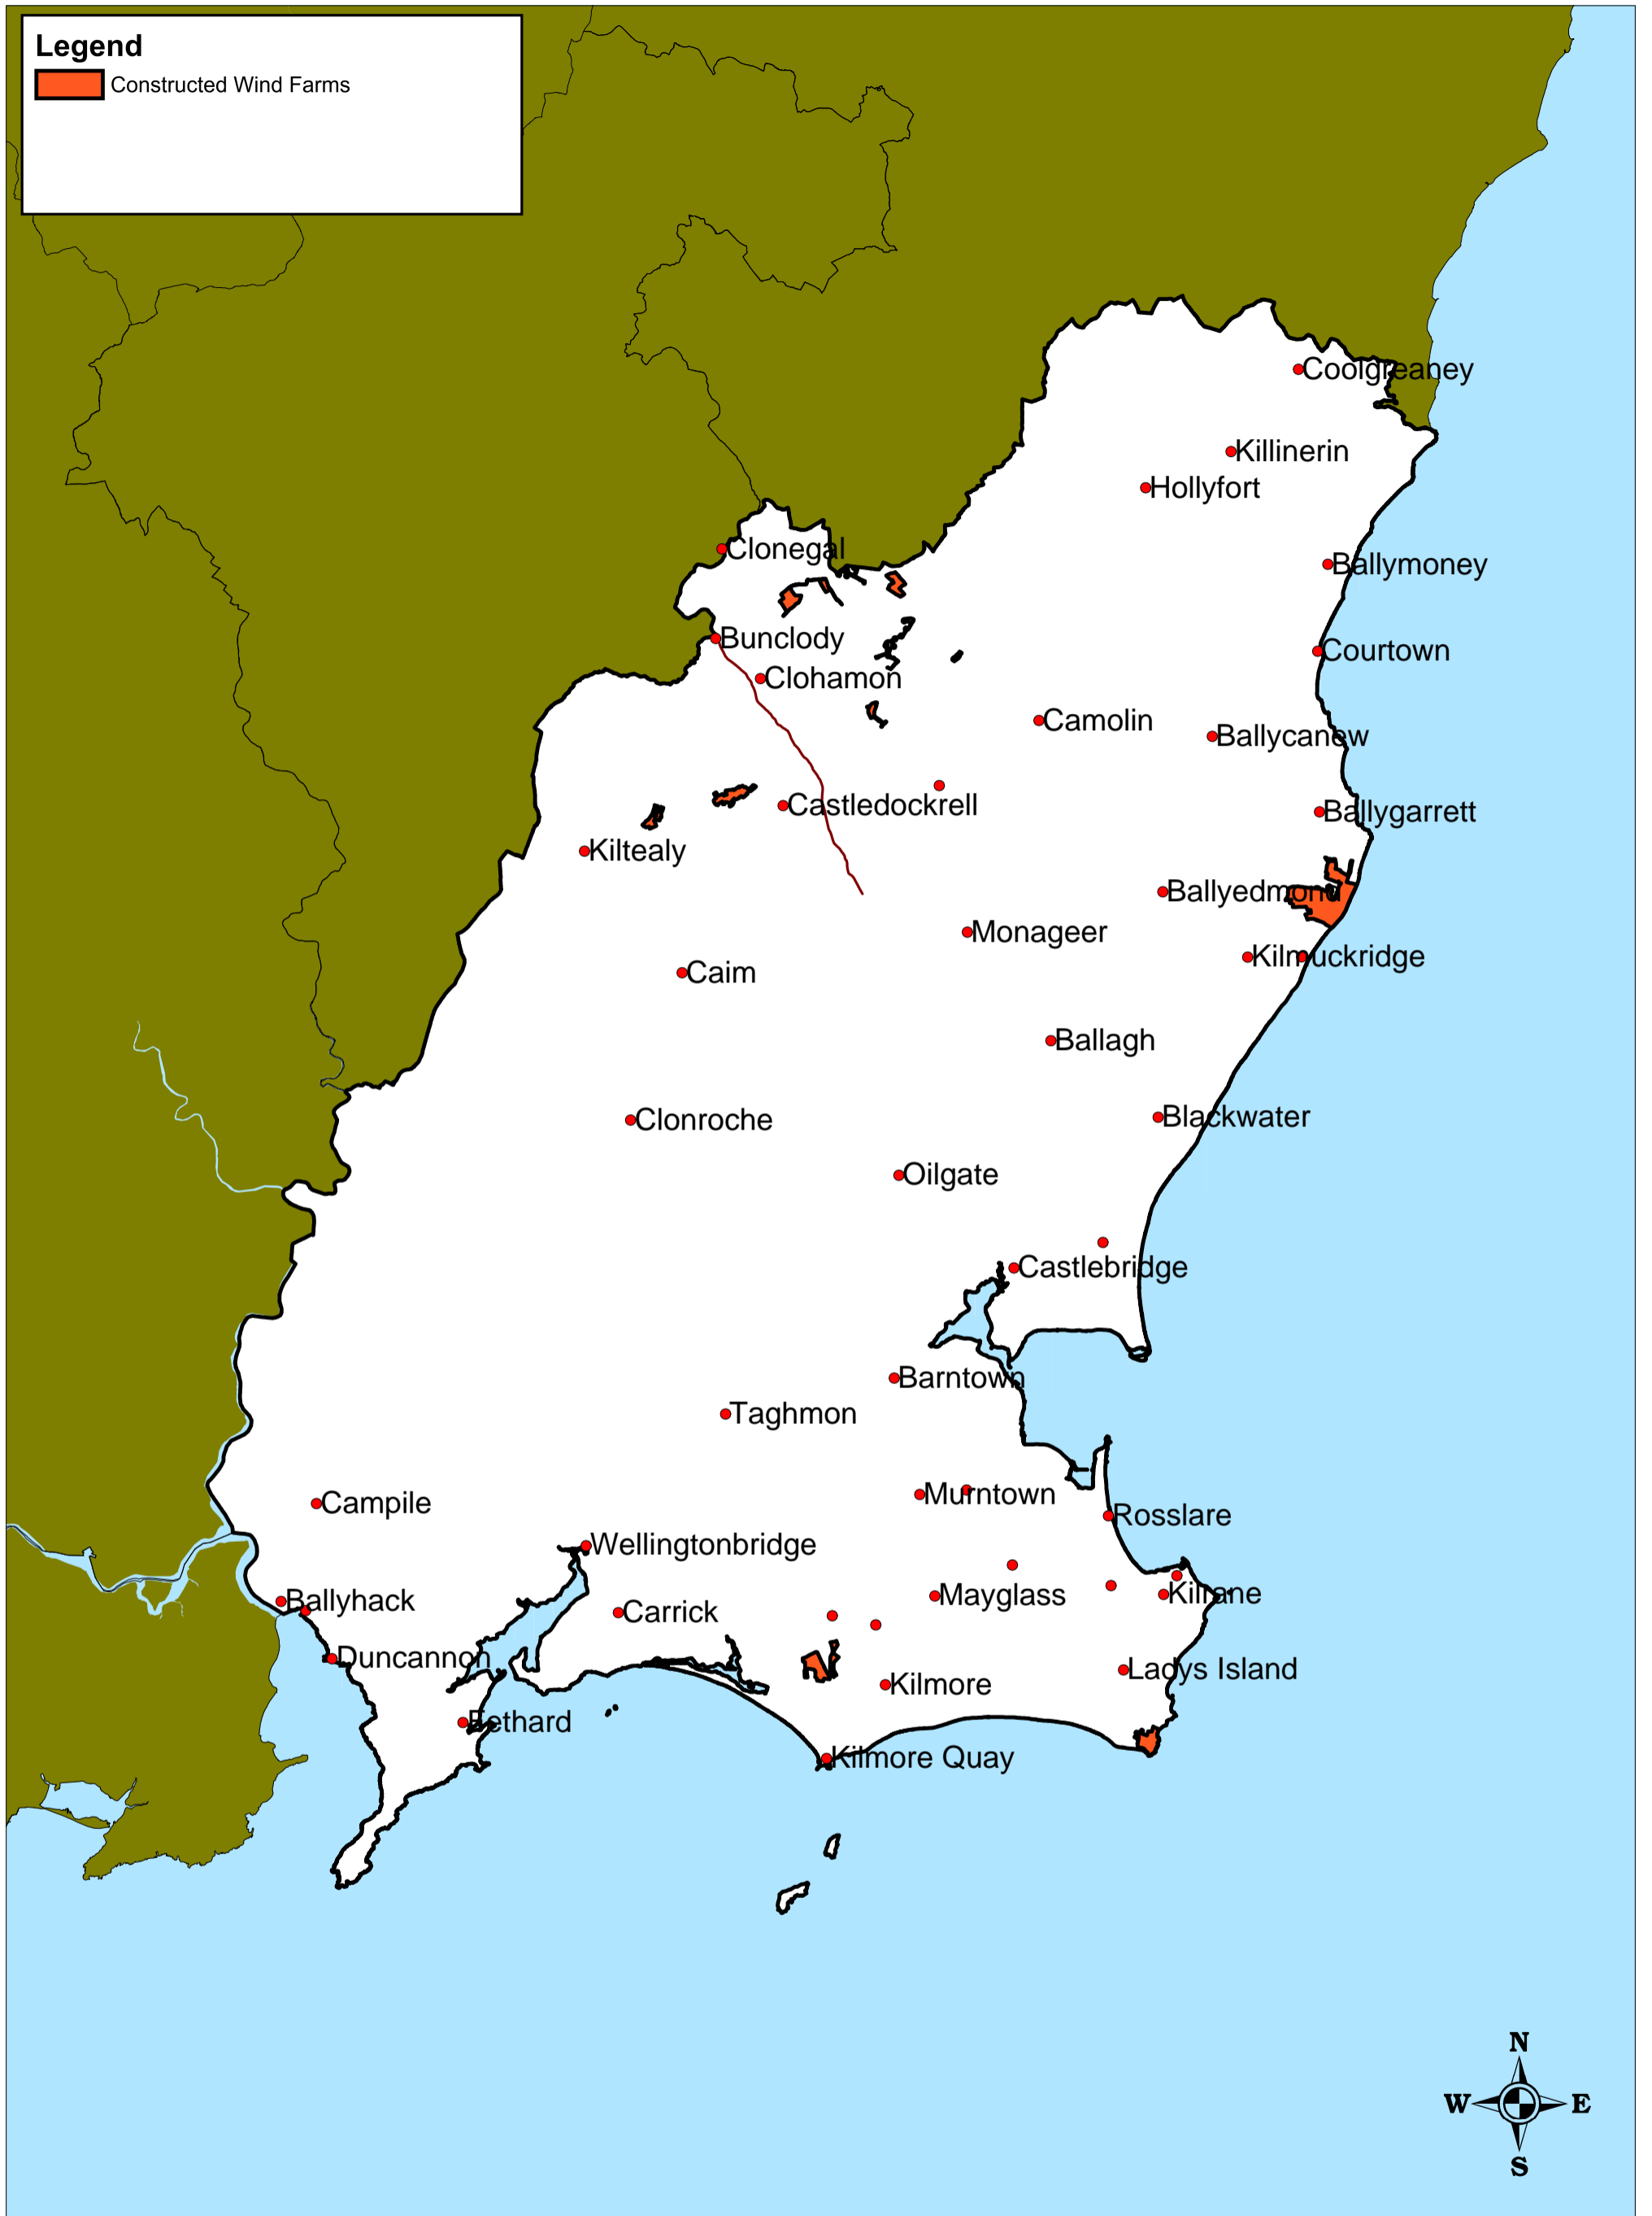 Legend
Constructed Wind Farms
Coolgreaney
Killinerin
Hollyfort
Clonegal
Ballymoney
Bunclody
Courtown
Clohamon
Camolin
Ballycanew
Castledockrell
Ballygarrett
Kiltealy
Ballyedmond
Monageer
Kilmuckridge
Caim
Ballagh
Blackwater
Clonroche
Oilgate
Castlebridge
Barntown
Taghmon
Murntown
Campile
Rosslare
Wellingtonbridge
Kilrane
Mayglass
Ballyhack
Carrick
Duncannon
Ladys Island
Kilmore
Fethard
Kilmore Quay
N
W E
S